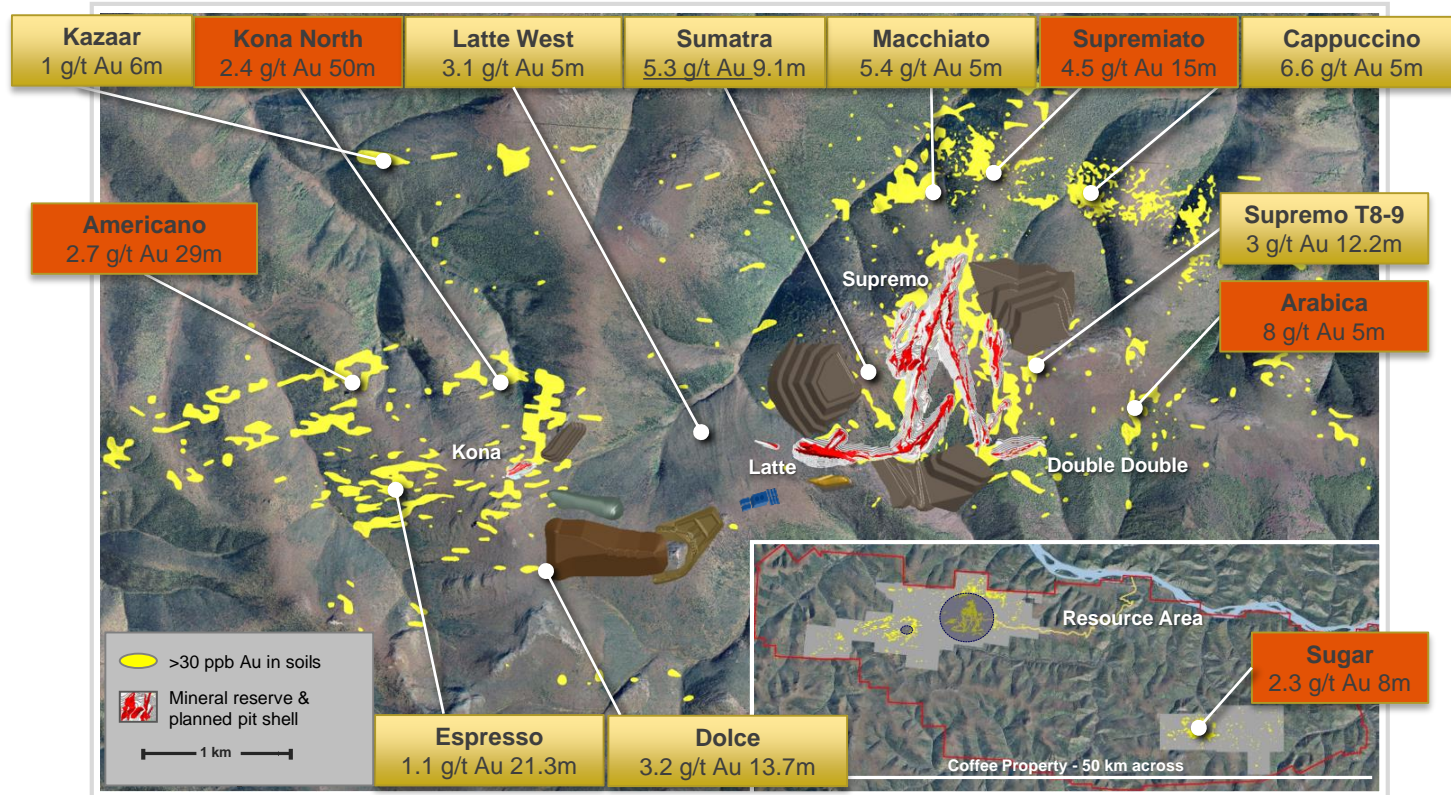 Kazaar
1 g/t Au 6m
Kona North
2.4 g/t Au 50m
Latte West
3.1 g/t Au 5m
Sumatra
5.3 g/t Au 9.1m
Macchiato
5.4 g/t Au 5m
Supremiato
4.5 g/t Au 15m
Cappuccino
6.6 g/t Au 5m
Americano
2.7 g/t Au 29m
Supremo T8-9
3 g/t Au 12.2m
Supremo
Arabica
8 g/t Au 5m
Kona
Latte
Double Double
>30 ppb Au in soils
Mineral reserve &
planned pit shell
1 km
Espresso
1.1 g/t Au 21.3m
Dolce
3.2 g/t Au 13.7m
Resource Area
Sugar
2.3 g/t Au 8m
Coffee Property - 50 km across